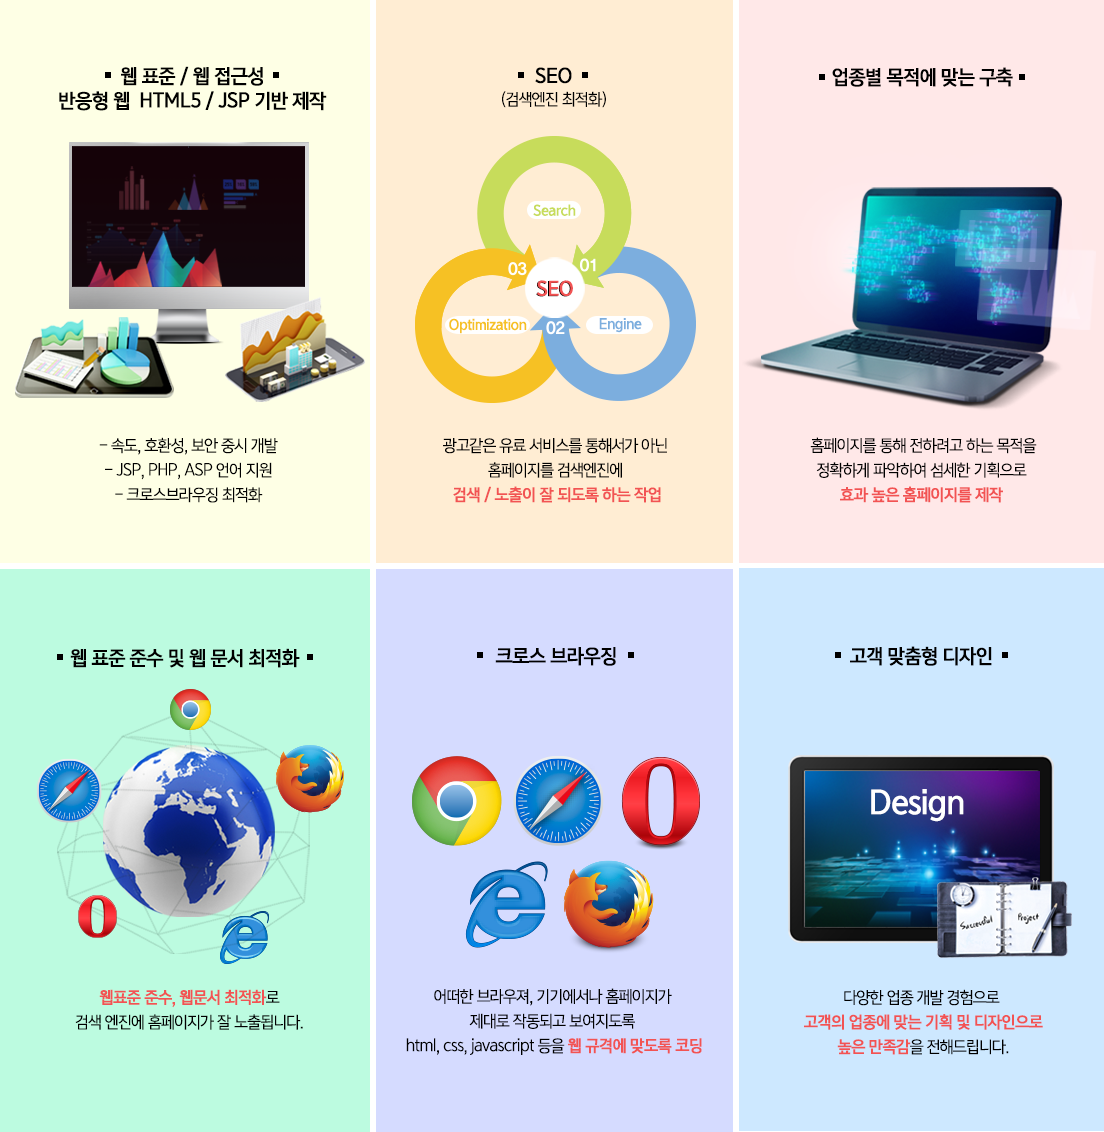 ▪ 웹 표준 / 웹 접근성 ▪
반응형 웹 HTML5 / JSP 기반 제작
- 속도, 호환성, 보안 중시 개발
- JSP, PHP, ASP 언어 지원
- 크로스브라우징 최적화
▪ SEO ▪
(검색엔진 최적화)
Search
03
01
SEO
Optimization
02
Engine
광고같은 유료 서비스를 통해서가 아닌
홈페이지를 검색엔진에
검색 / 노출이 잘 되도록 하는 작업
▪ 업종별 목적에 맞는 구축 ▪
홈페이지를 통해 전하려고 하는 목적을
정확하게 파악하여 섬세한 기획으로
효과 높은 홈페이지를 제작
▪ 웹 표준 준수 및 웹 문서 최적화 ▪
웹표준 준수, 웹문서 최적화로
검색 엔진에 홈페이지가 잘 노출됩니다.
▪ 크로스 브라우징 ▪
어떠한 브라우져, 기기에서나 홈페이지가
제대로 작동되고 보여지도록
html, css, javascript 등을 웹 규격에 맞도록 코딩
▪ 고객 맞춤형 디자인 ▪
Design
Successful
Project
다양한 업종 개발 경험으로
고객의 업종에 맞는 기획 및 디자인으로
높은 만족감을 전해드립니다.